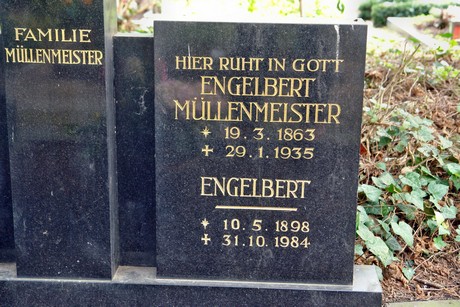 FAMILIE
MÜLLENMEISTER
HIER RUHT IN GOTT
ENGELBERT
MÜLLENMEISTER
* 19.3.1863
✝ 29.1.1935
ENGELBERT
* 10.5.1898
✝ 31.10.1984